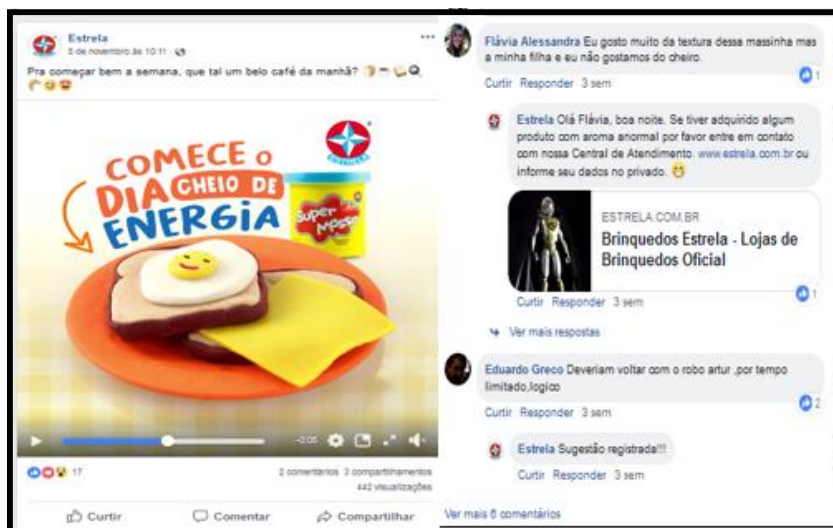 Estrela
5 de novembro às 10:11 ·
Pra começar bem a semana, que tal um belo café da manhã?
COMECE O
DIA CHEIO DE
ENERGIA
ESTRELA
Super
Massa
-0:05
17
2 comentários 3 compartilhamentos
442 visualizações
Curtir Comentar Compartilhar
Flávia Alessandra Eu gosto muito da textura dessa massinha mas
a minha filha e eu não gostamos do cheiro.
1
Curtir Responder 3 sem
Estrela Olá Flávia, boa noite. Se tiver adquirido algum
produto com aroma anormal por favor entre em contato
com nossa Central de Atendimento. www.estrela.com.br ou
informe seu dados no privado.
ESTRELA.COM.BR
Brinquedos Estrela - Lojas de
Brinquedos Oficial
1
Curtir Responder 3 sem
Ver mais respostas
Eduardo Greco Deveriam voltar com o robo artur ,por tempo
limitado,logico
2
Curtir Responder 3 sem
Estrela Sugestão registrada!!!
Curtir Responder 3 sem
Ver mais 6 comentários